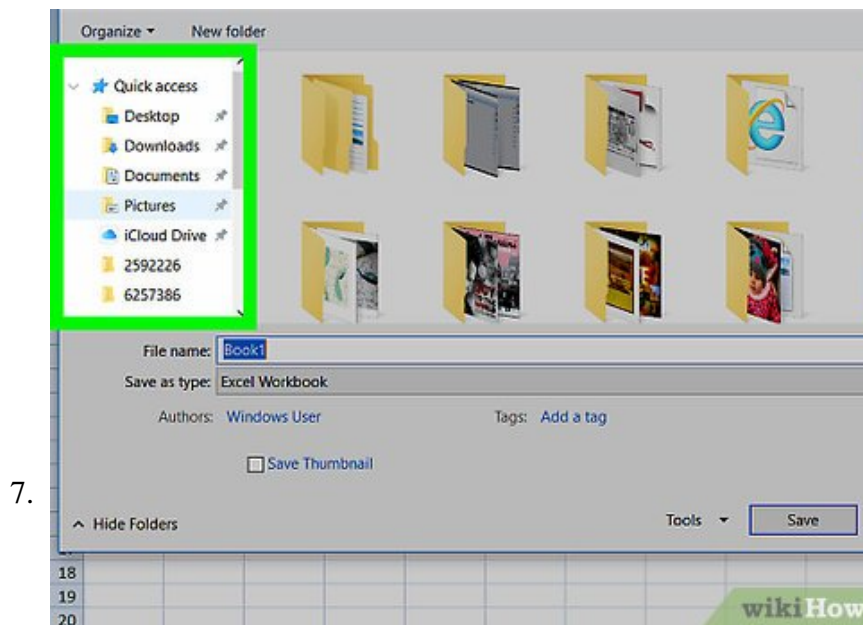 Organize New folder
Quick access
Desktop
Downloads
Documents
Pictures
iCloud Drive
2592226
6257386
File name: Book1
Save as type: Excel Workbook
Authors: Windows User Tags: Add a tag
Save Thumbnail
7.
Hide Folders Tools Save
18
19
20
wikiHow